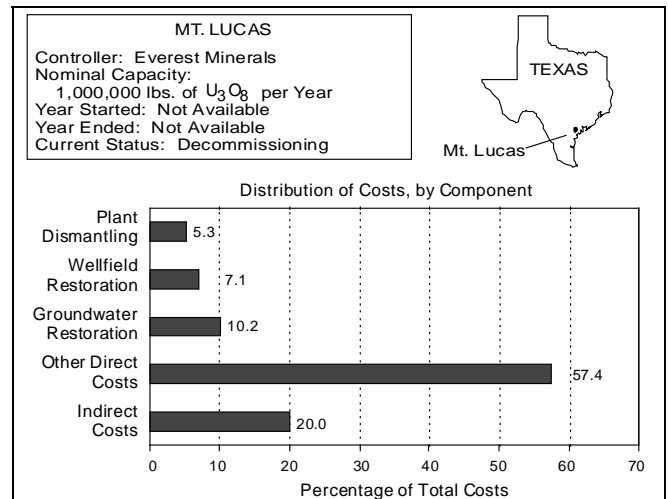 MT. LUCAS
Controller: Everest Minerals
Nominal Capacity:
1,000,000 lbs. of U3O8 per Year
Year Started: Not Available
Year Ended: Not Available
Current Status: Decommissioning
TEXAS
Mt. Lucas
Distribution of Costs, by Component
Plant
Dismantling
5.3
Wellfield
Restoration
7.1
Groundwater
Restoration
10.2
Other Direct
Costs
57.4
Indirect
Costs
20.0
0 10 20 30 40 50 60 70
Percentage of Total Costs